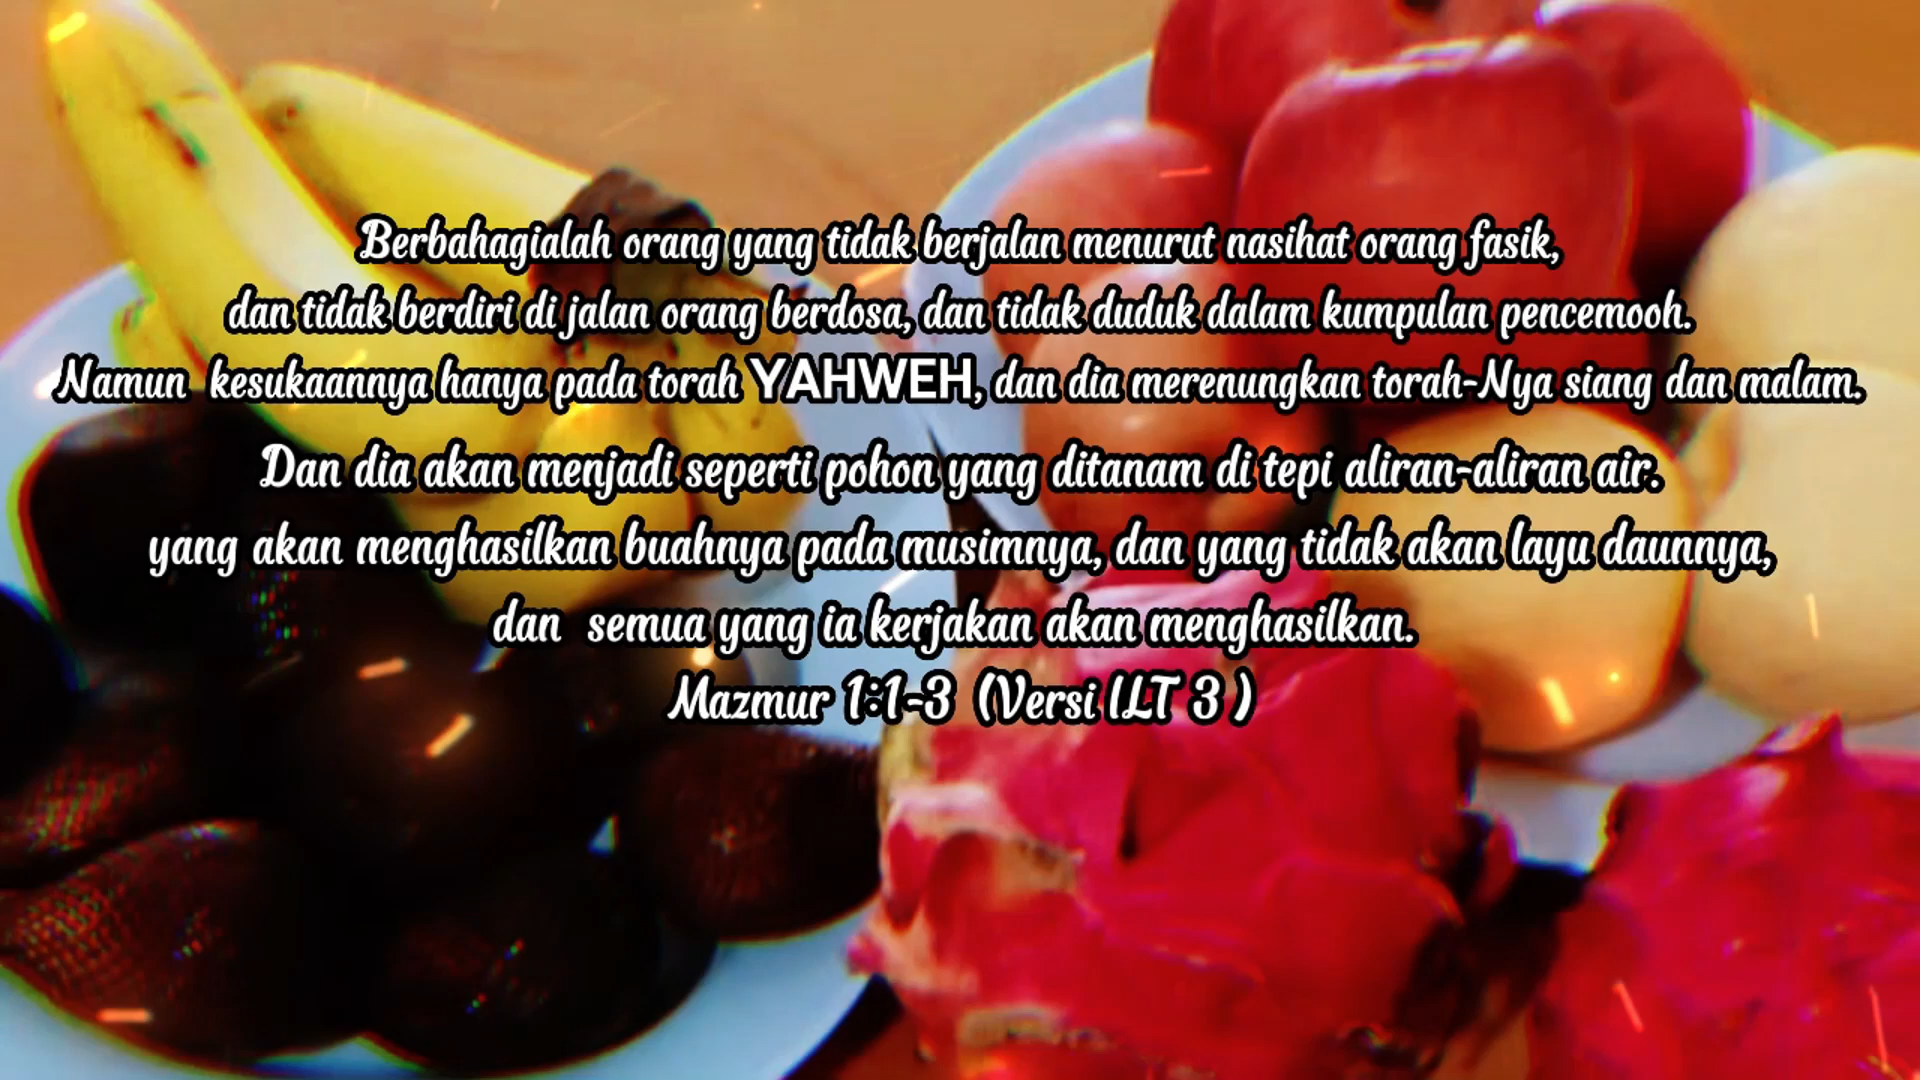 Berbahagialah orang yang tidak berjalan menurut nasihat orang fasik,
dan tidak berdiri di jalan orang berdosa, dan tidak duduk dalam kumpulan pencemooh.
Namun kesukaannya hanya pada torah YAHWEH, dan dia merenungkan torah-Nya siang dan malam.
Dan dia akan menjadi seperti pohon yang ditanam di tepi aliran-aliran air.
yang akan menghasilkan buahnya pada musimnya, dan yang tidak akan layu daunnya,
dan semua yang ia kerjakan akan menghasilkan.
Mazmur 1:1-3 (Versi ILT 3 )